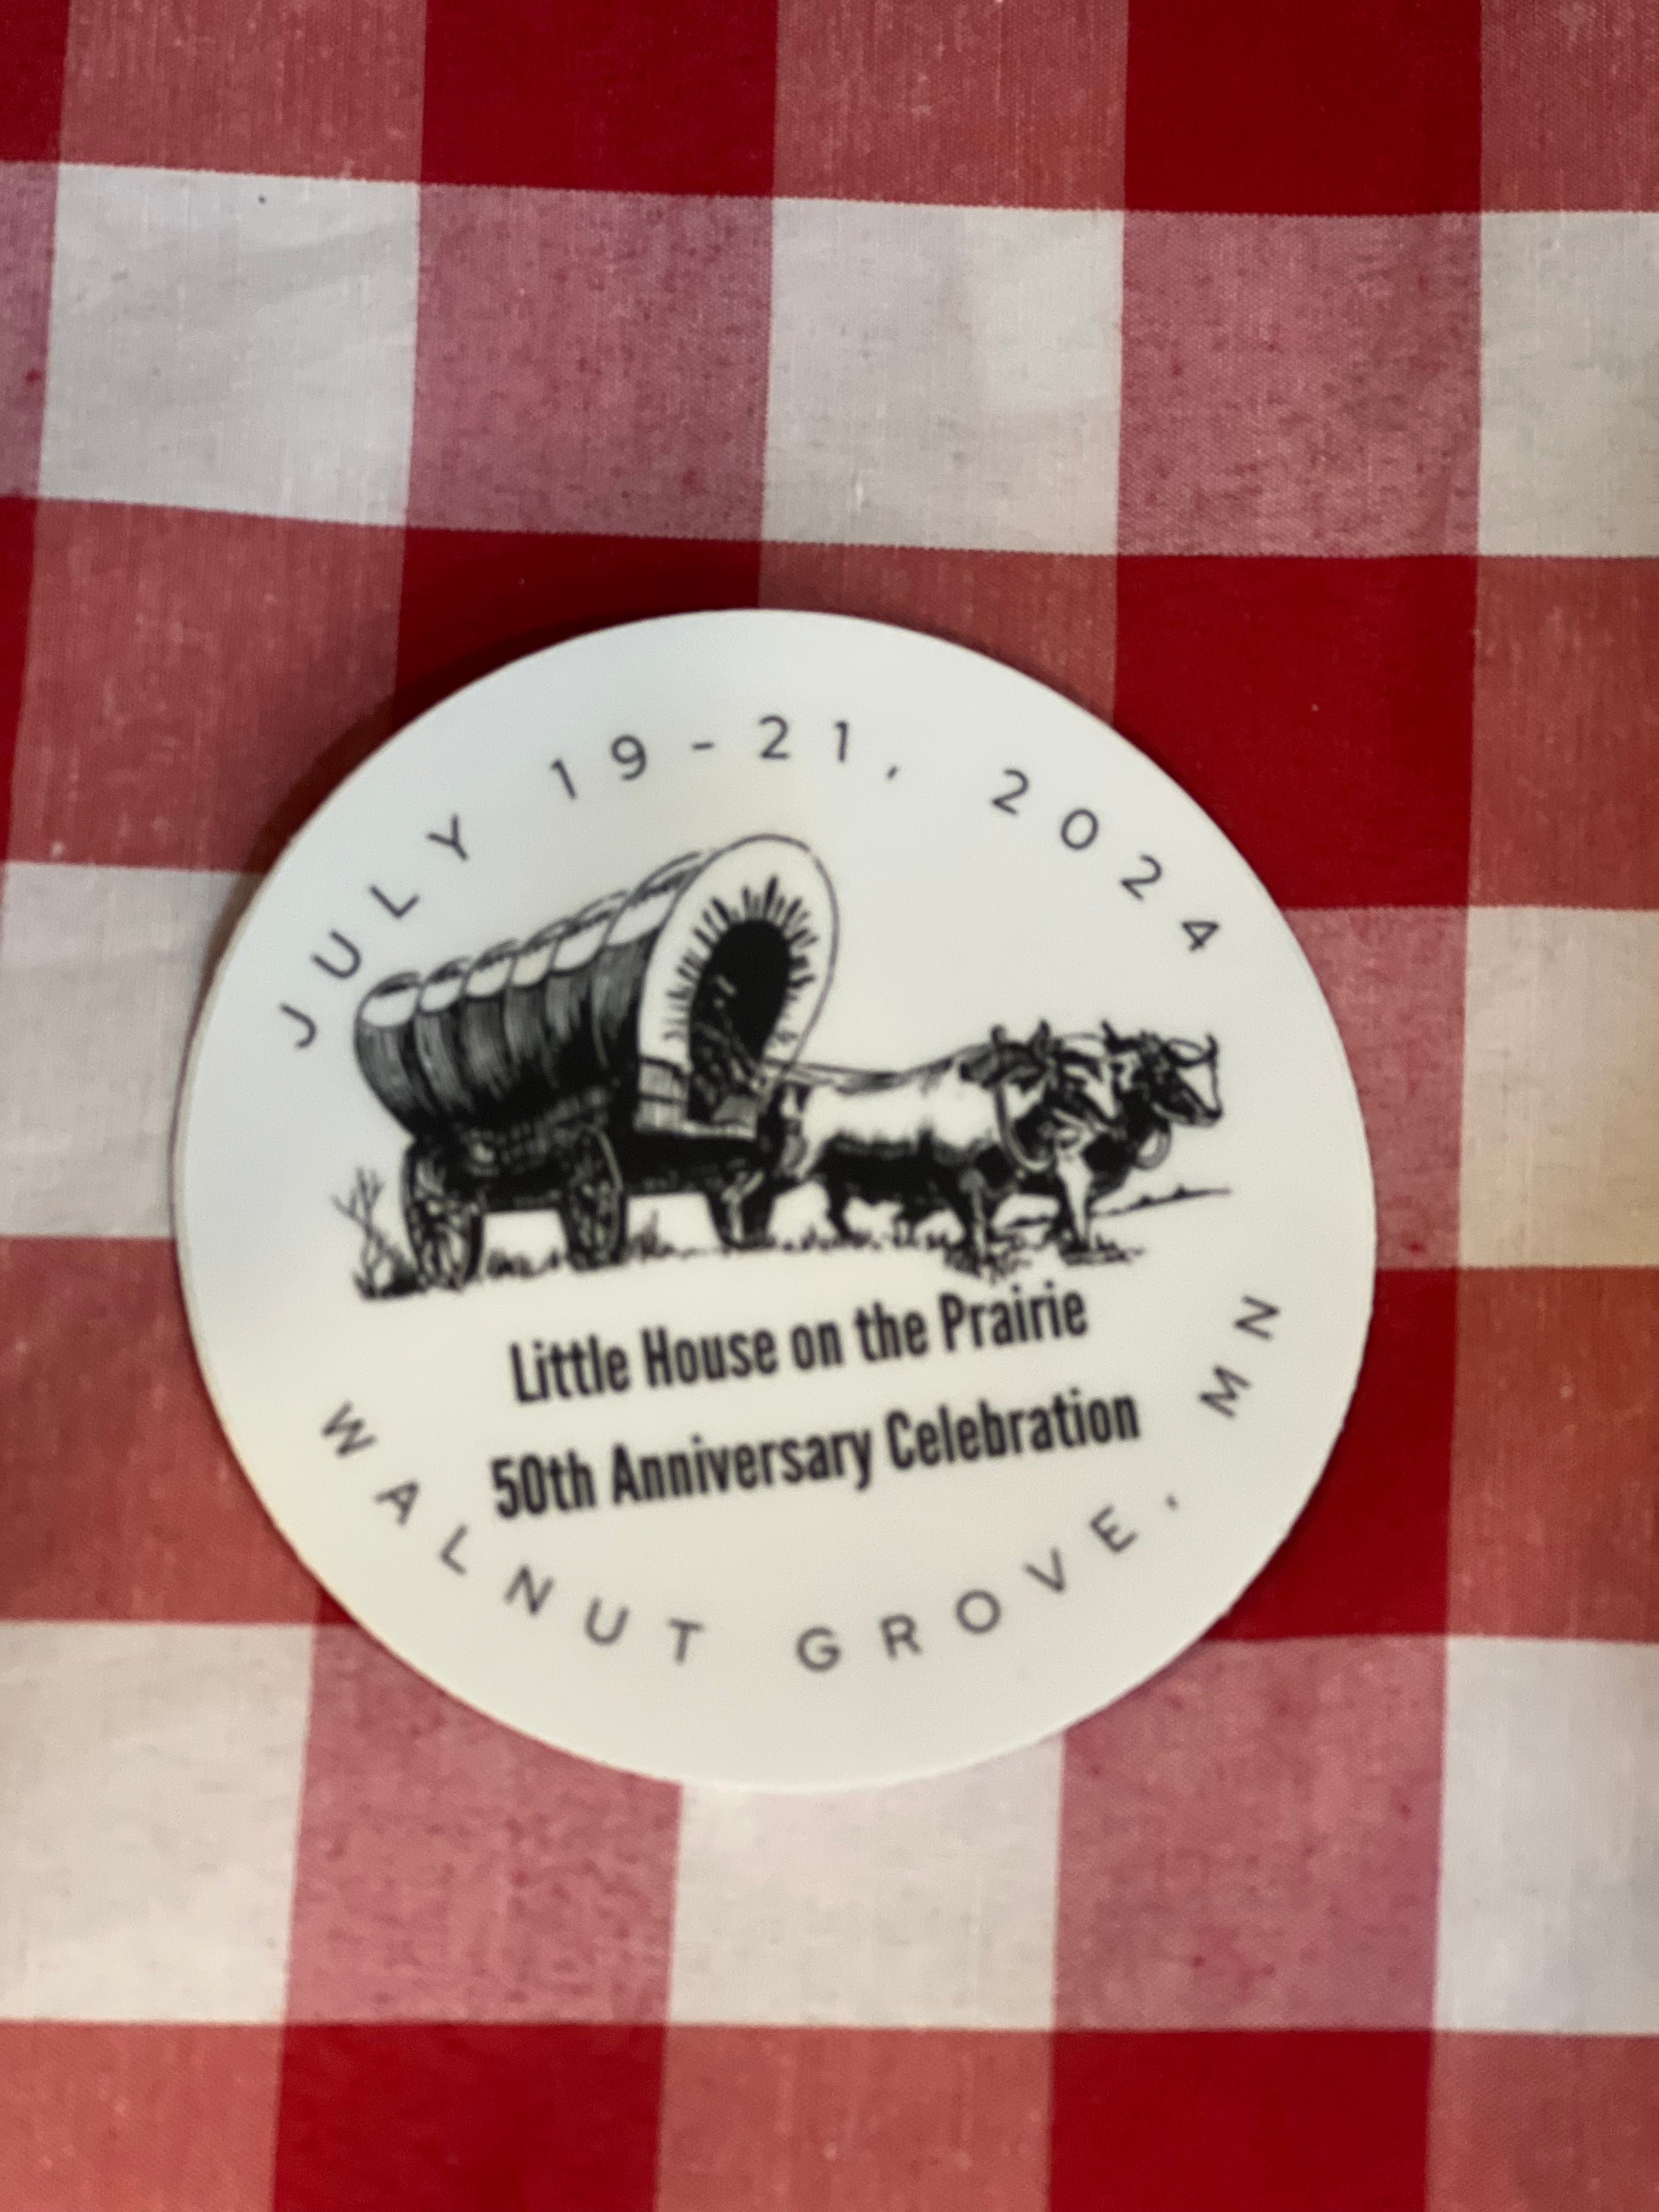 JULY 19-21, 2024
Little House on the Prairie
50th Anniversary Celebration
WALNUT GROVE, MN